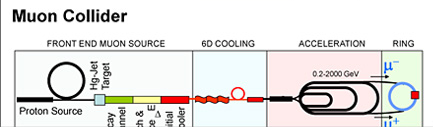 Muon Collider
FRONT END MUON SOURCE
6D COOLING
ACCELERATION
RING
Hg-Jet
Target
Proton Source
0.2-2000 GeV
μ−
μ+